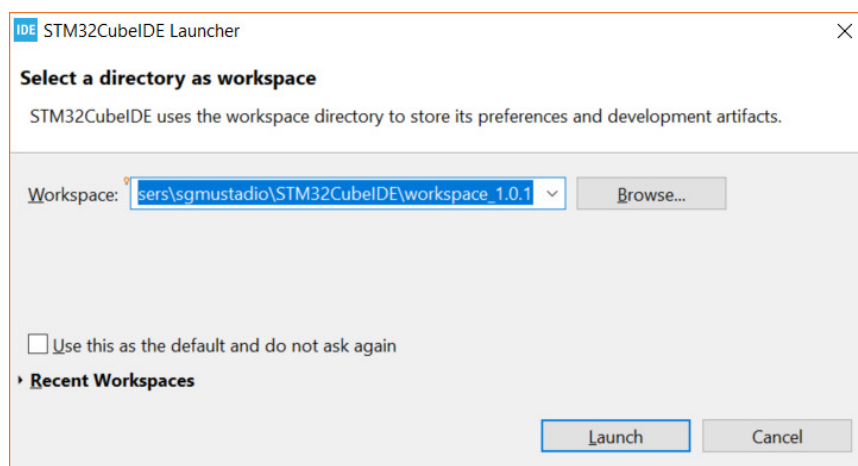 IDE STM32CubeIDE Launcher
Select a directory as workspace
STM32CubeIDE uses the workspace directory to store its preferences and development artifacts.
Workspace: sers\sgmustadio\STM32CubeIDE\workspace_1.0.1 Browse...
Use this as the default and do not ask again
Recent Workspaces
Launch Cancel